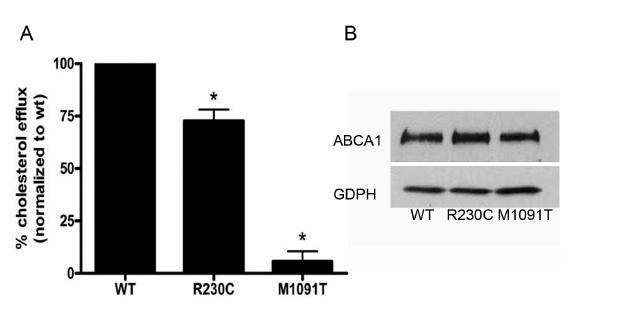 A
B
% cholesterol efflux
(normalized to wt)
100
75
50
25
0
*
*
WT
R230C
M1091T
ABCA1
GDPH
WT R230C M1091T